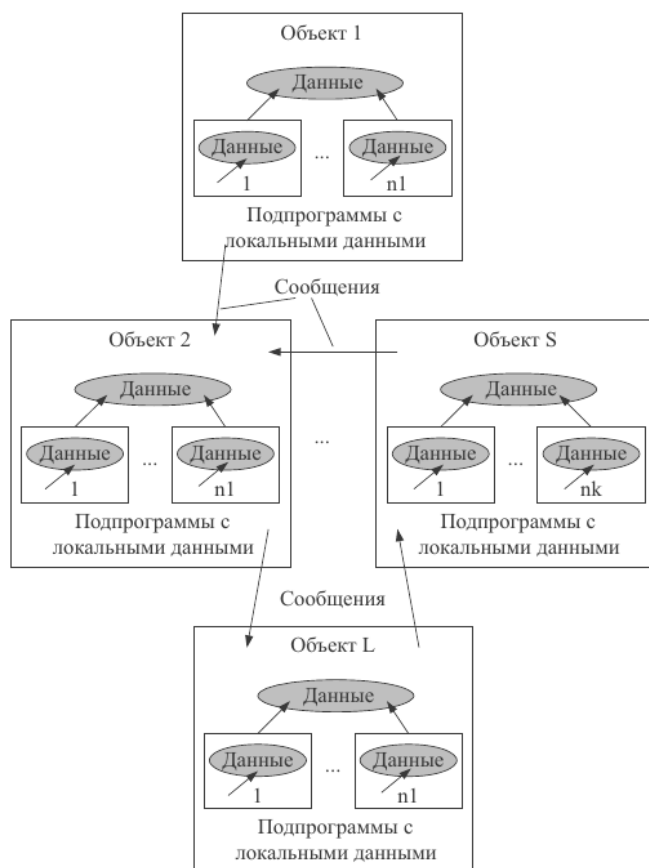 Объект 1
Данные
Данные ... Данные
1 n1
Подпрограммы с
локальными данными
Сообщения
Объект 2
Данные
Данные ... Данные
1 n1
Подпрограммы с
локальными данными
...
Объект S
Данные
Данные ... Данные
1 nk
Подпрограммы с
локальными данными
Сообщения
Объект L
Данные
Данные ... Данные
1 n1
Подпрограммы с
локальными данными